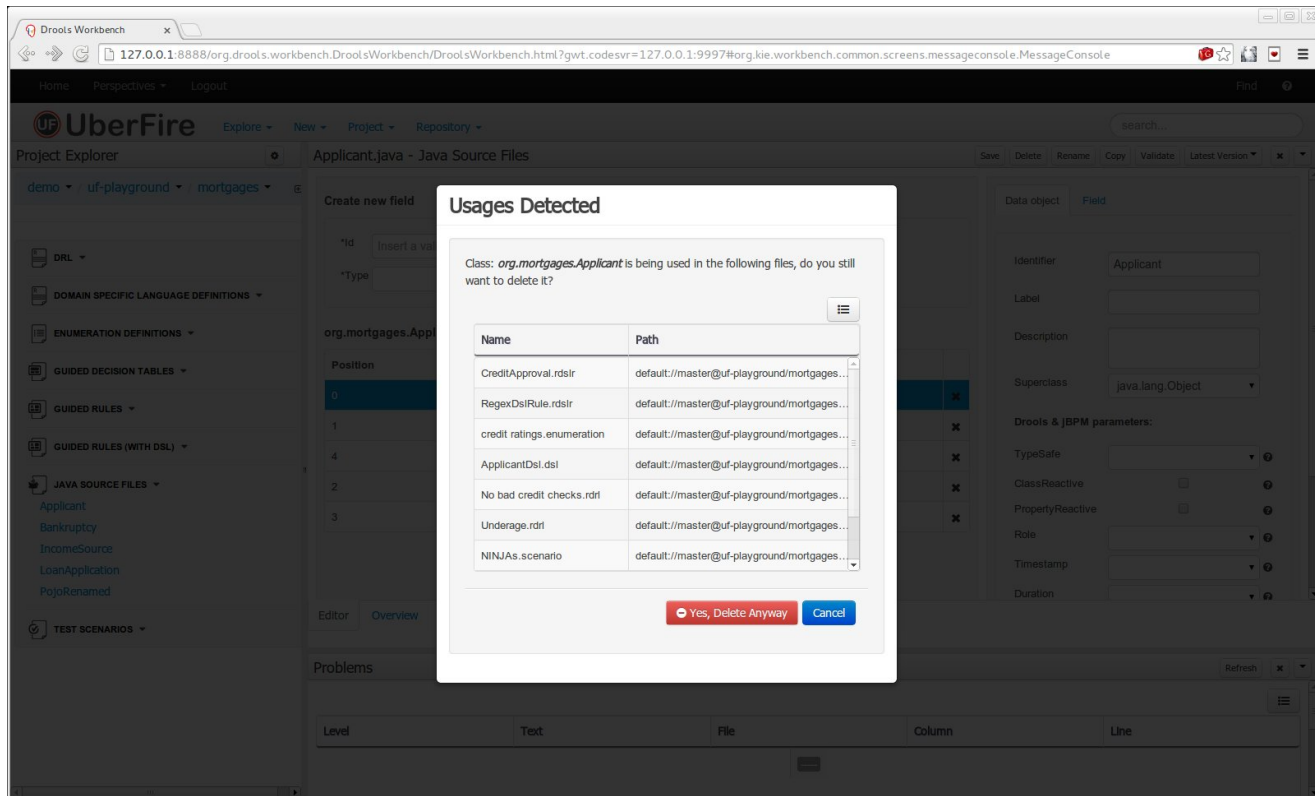 Drools Workbench
127.0.0.1:8888/org.drools.workbench.DroolsWorkbench/DroolsWorkbench.html?gwt.codesvr=127.0.0.1:9997#org.kie.workbench.common.screens.messageconsole.MessageConsole
Home Perspectives Logout Find
UF UberFire Explore New Project Repository search...
Project Explorer
Applicant.java - Java Source Files Save Delete Rename Copy Validate Latest Version
demo / uf-playground / mortgages
DRL
DOMAIN SPECIFIC LANGUAGE DEFINITIONS
ENUMERATION DEFINITIONS
GUIDED DECISION TABLES
GUIDED RULES
GUIDED RULES (WITH DSL)
JAVA SOURCE FILES
Applicant
Bankruptcy
IncomeSource
LoanApplication
PojoRenamed
TEST SCENARIOS
Create new field
*Id Insert a val
*Type
org.mortgages.Appl
Position
0
1
4
2
3
Editor Overview
Usages Detected
Class: org.mortgages.Applicant is being used in the following files, do you still
want to delete it?
Name Path
CreditApproval.rdslr default://master@uf-playground/mortgages...
RegexDslRule.rdslr default://master@uf-playground/mortgages...
credit ratings.enumeration default://master@uf-playground/mortgages...
ApplicantDsl.dsl default://master@uf-playground/mortgages...
No bad credit checks.rdrl default://master@uf-playground/mortgages...
Underage.rdrl default://master@uf-playground/mortgages...
NINJAs.scenario default://master@uf-playground/mortgages...
Yes, Delete Anyway Cancel
Data object Field
Identifier Applicant
Label
Description
Superclass java.lang.Object
Drools & jBPM parameters:
TypeSafe
ClassReactive
PropertyReactive
Role
Timestamp
Duration
Problems Refresh
Level Text File Column Line